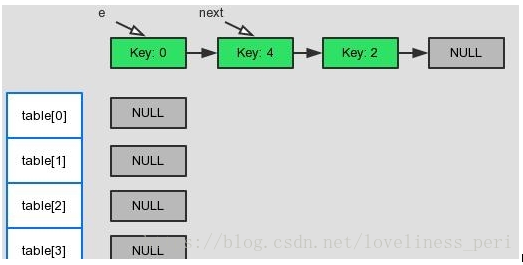 e next
Key: 0 Key: 4 Key: 2 NULL
table[0] NULL
table[1] NULL
table[2] NULL
table[3] NULL
s://blog.csdn.net/loveliness_peri